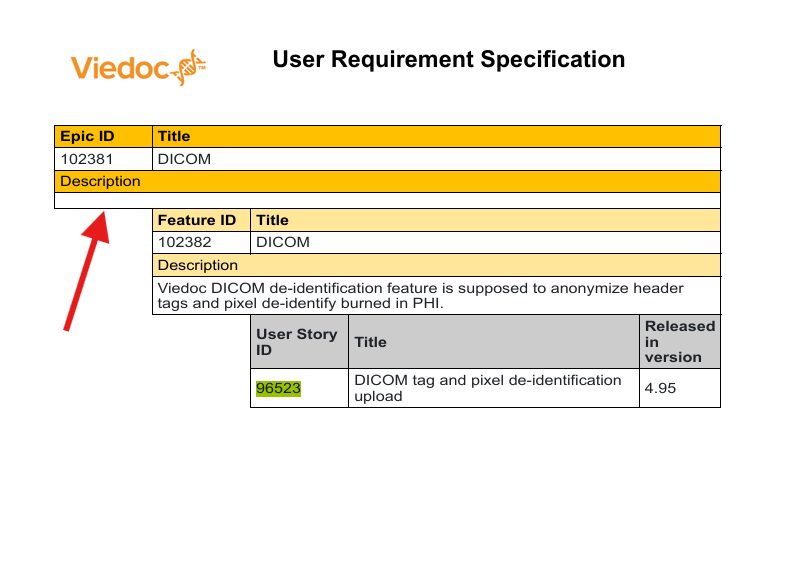 Viedoc™
User Requirement Specification
Epic ID Title
102381 DICOM
Description
Feature ID Title
102382 DICOM
Description
Viedoc DICOM de-identification feature is supposed to anonymize header
tags and pixel de-identify burned in PHI.
User Story
ID
Title
Released
in
version
96523
DICOM tag and pixel de-identification
upload
4.95